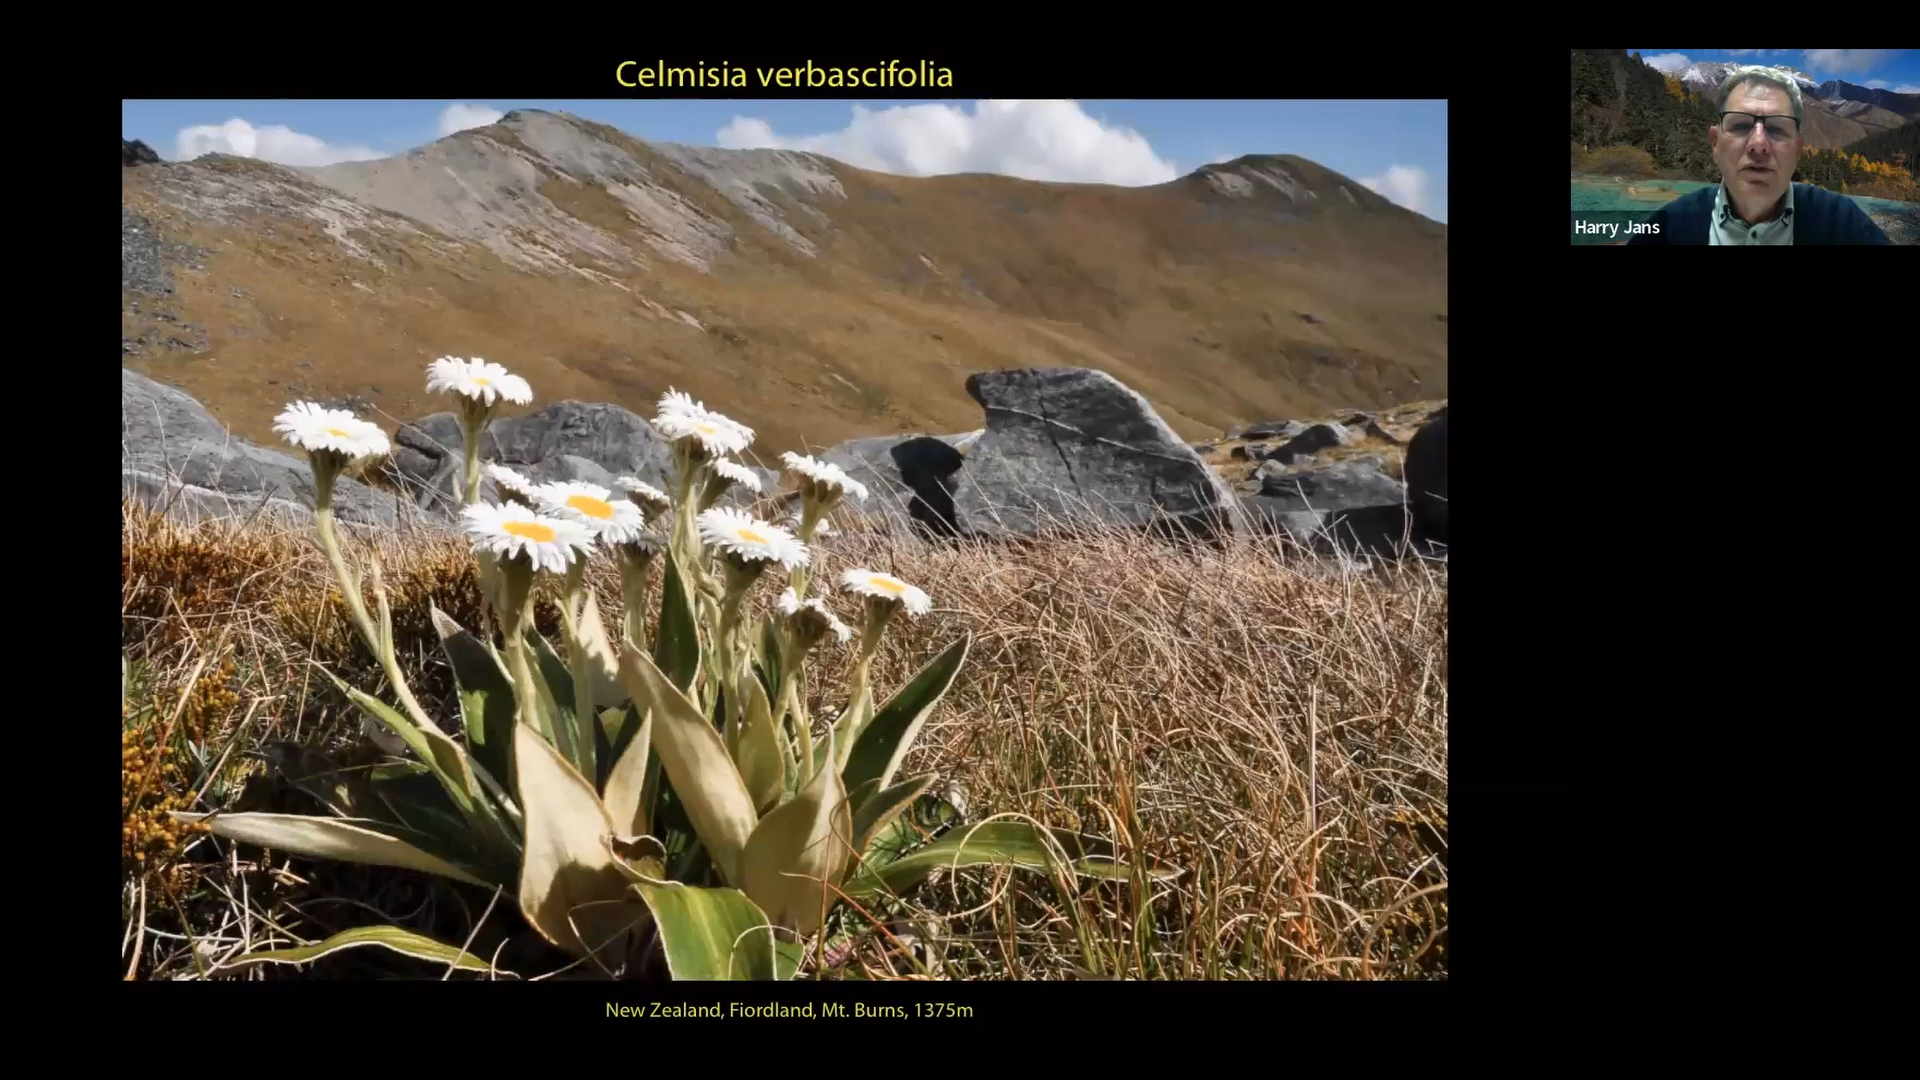 Celmisia verbascifolia
Harry Jans
New Zealand, Fiordland, Mt. Burns, 1375m